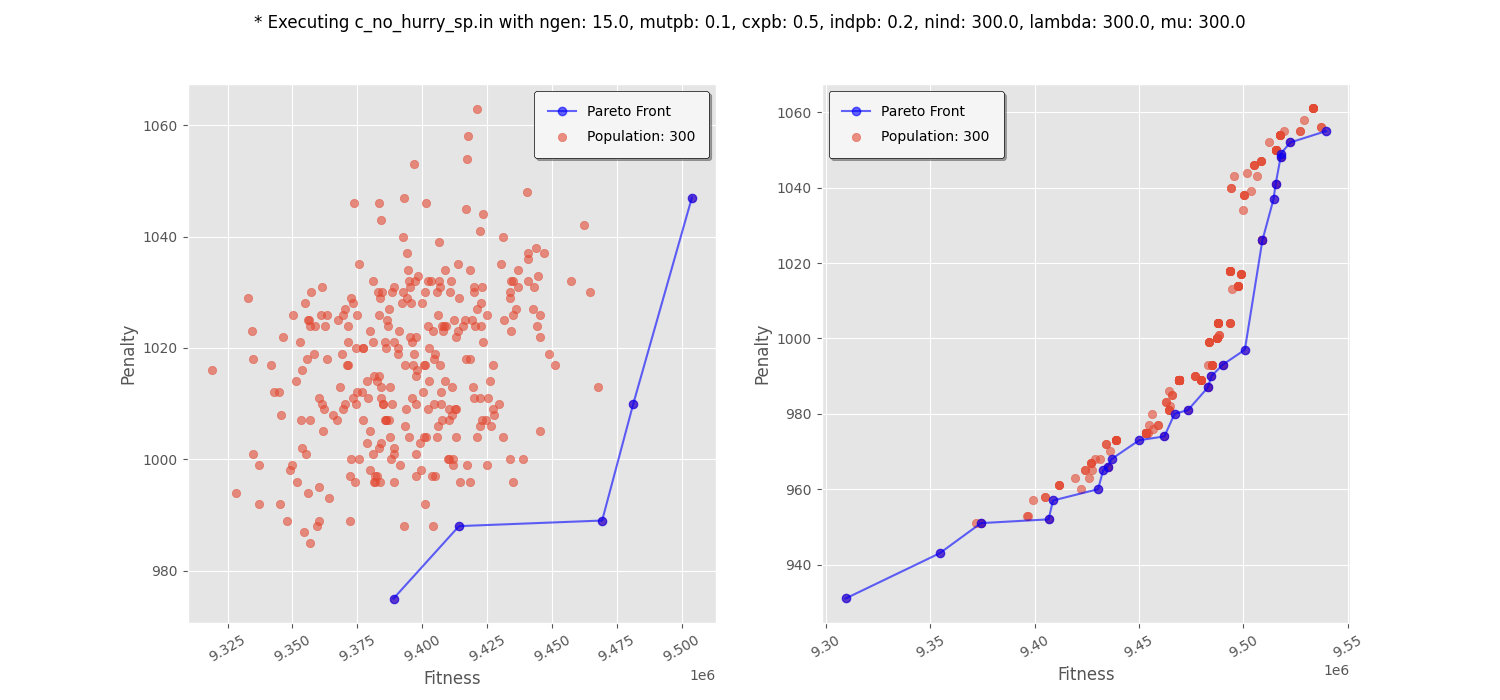 * Executing c_no_hurry_sp.in with ngen: 15.0, mutpb: 0.1, cxpb: 0.5, indpb: 0.2, nind: 300.0, lambda: 300.0, mu: 300.0
Pareto Front
Population: 300
1060
1040
1020
1000
980
Penalty
9.325
9.350
9.375
9.400
9.425
9.450
9.475
9.500
1e6
Fitness
Pareto Front
Population: 300
1060
1040
1020
1000
980
960
940
Penalty
9.30
9.35
9.40
9.45
9.50
9.55
1e6
Fitness